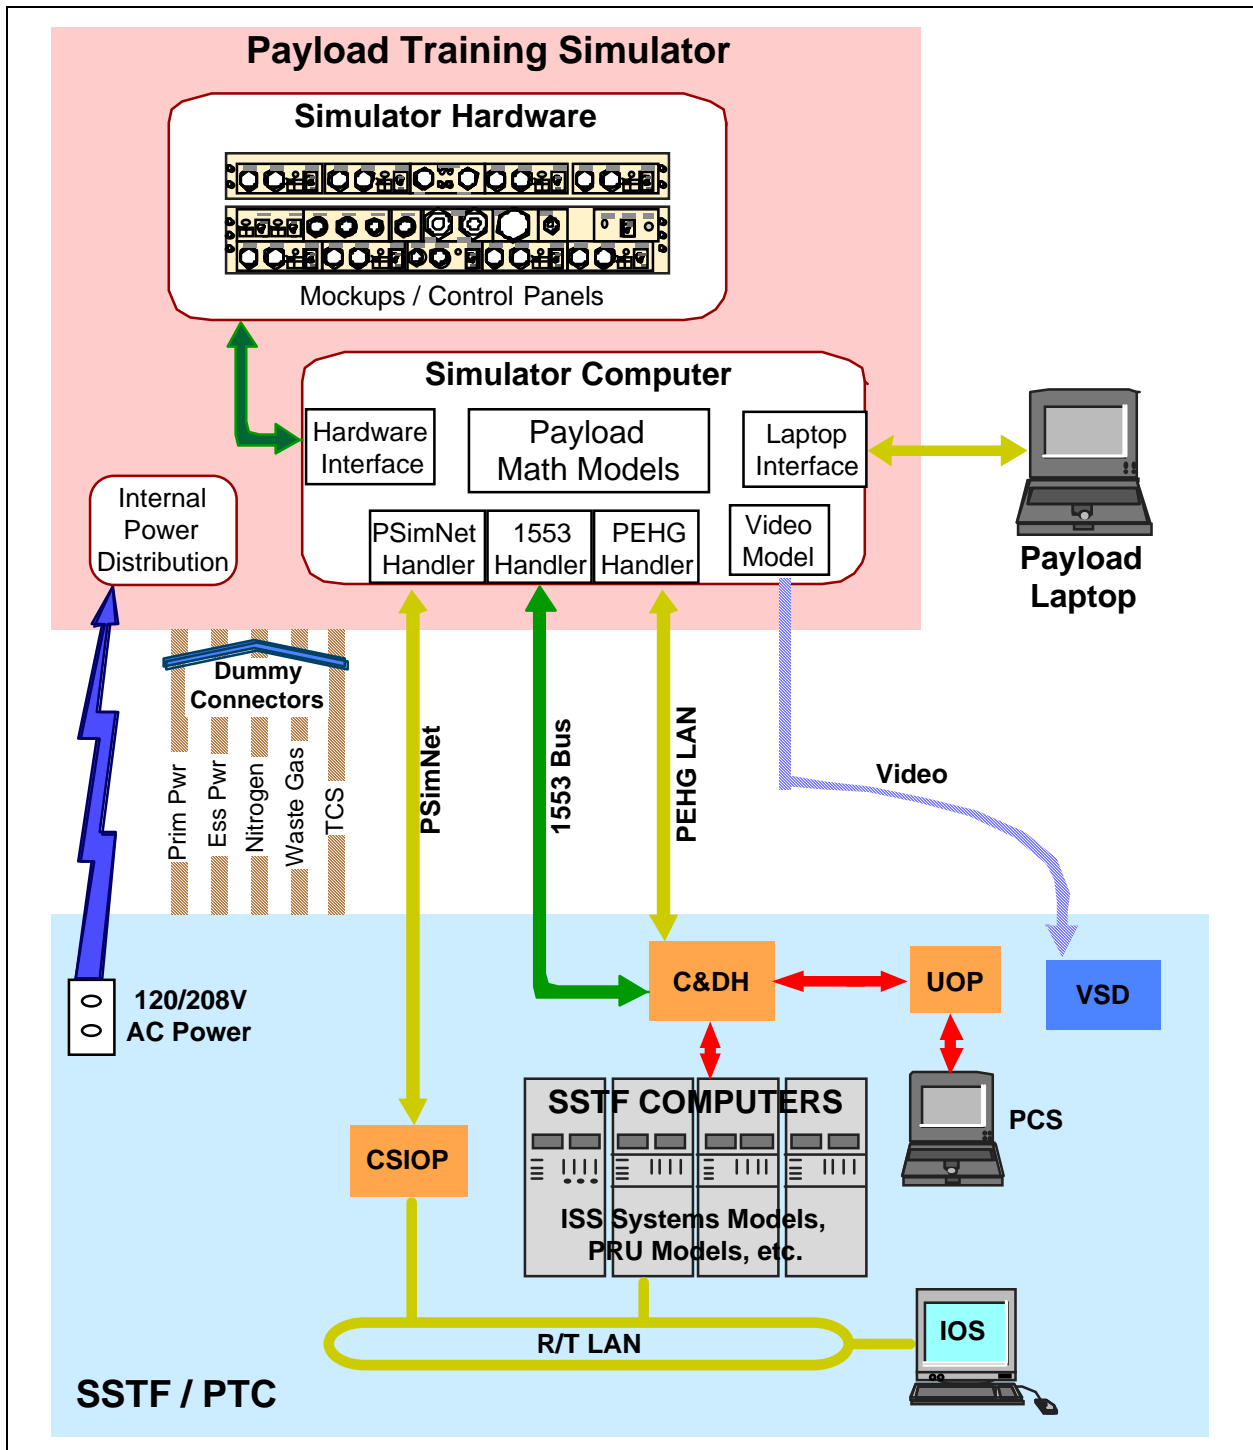 Payload Training Simulator
Simulator Hardware
Mockups / Control Panels
Simulator Computer
Hardware
Interface
Payload
Math Models
Laptop
Interface
PSimNet
Handler
1553
Handler
PEHG
Handler
Video
Model
Internal
Power
Distribution
Payload
Laptop
Dummy
Connectors
Prim Pwr
Ess Pwr
Nitrogen
Waste Gas
TCS
PSimNet
1553 Bus
PEHG LAN
Video
120/208V
AC Power
C&DH
UOP
VSD
SSTF COMPUTERS
PCS
CSIOP
ISS Systems Models,
PRU Models, etc.
R/T LAN
IOS
SSTF / PTC